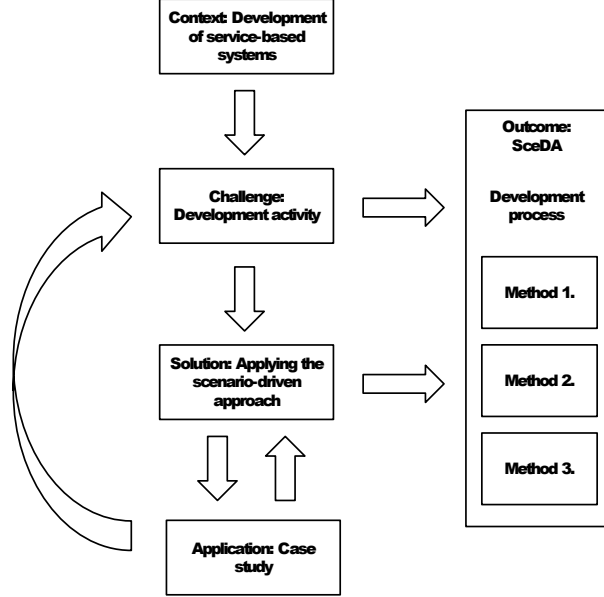 Context: Development
of service-based
systems
Challenge:
Development activity
Solution: Applying the
scenario-driven
approach
Application: Case
study
Outcome:
SceDA
Development
process
Method 1.
Method 2.
Method 3.